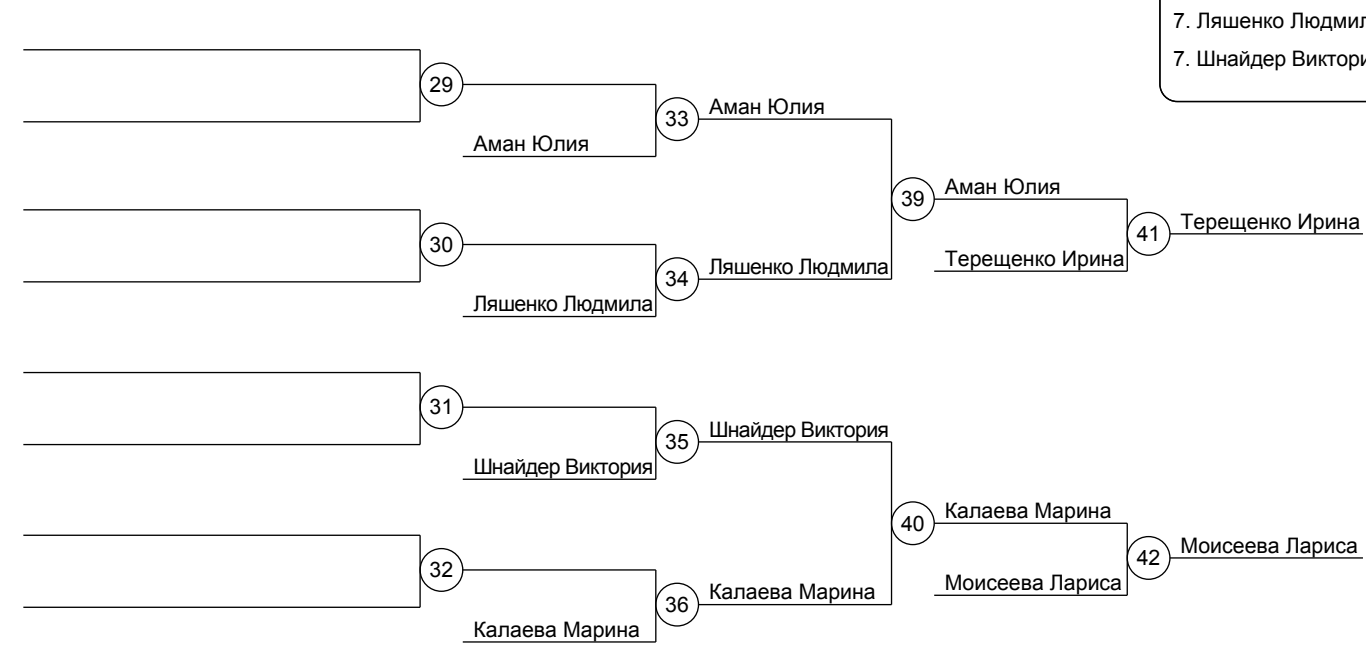 7. Ляшенко Людмил
7. Шнайдер Виктори
29
33
Аман Юлия
Аман Юлия
39
Аман Юлия
41
Терещенко Ирина
30
34
Ляшенко Людмила
Терещенко Ирина
Ляшенко Людмила
31
35
Шнайдер Виктория
Шнайдер Виктория
40
Калаева Марина
42
Моисеева Лариса
32
36
Калаева Марина
Моисеева Лариса
Калаева Марина